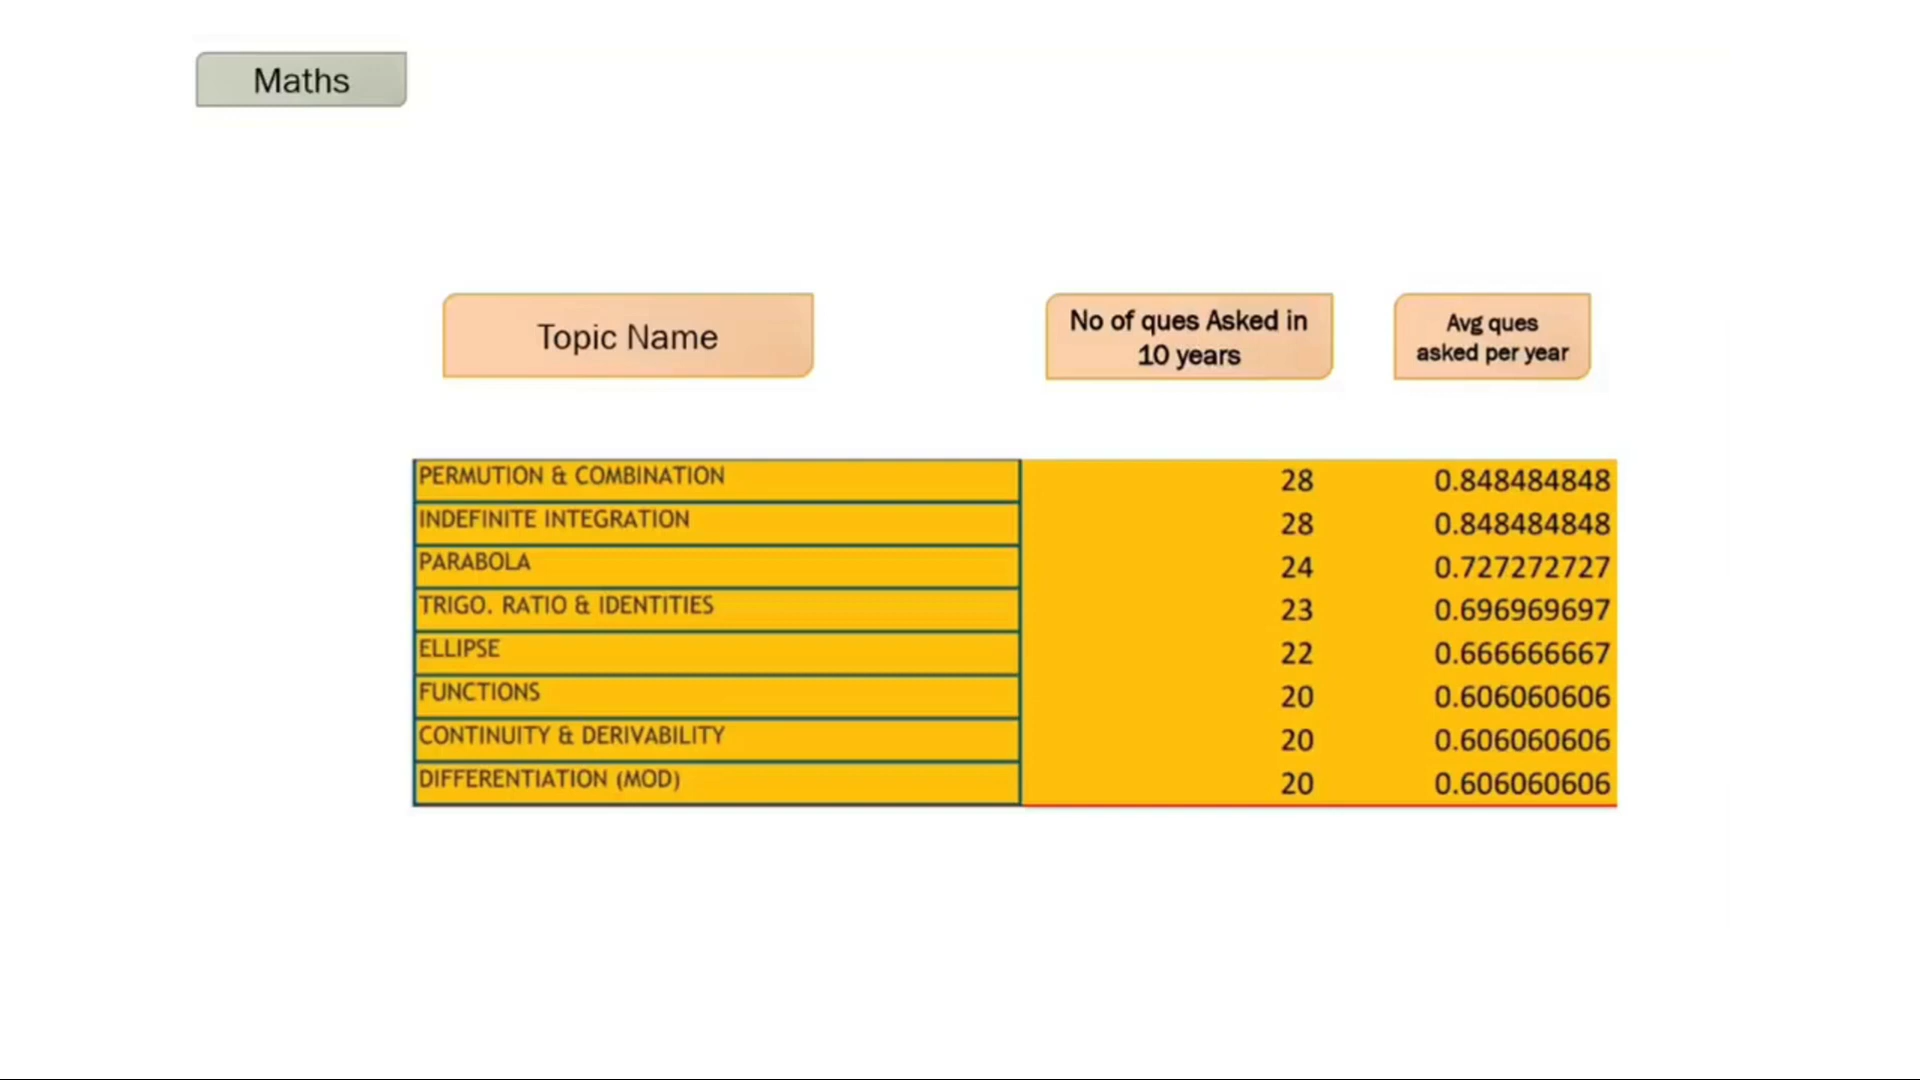 Maths
Topic Name
No of ques Asked in
10 years
Avg ques
asked per year
PERMUTION & COMBINATION 28 0.848484848
INDEFINITE INTEGRATION 28 0.848484848
PARABOLA 24 0.727272727
TRIGO. RATIO & IDENTITIES 23 0.696969697
ELLIPSE 22 0.666666667
FUNCTIONS 20 0.606060606
CONTINUITY & DERIVABILITY 20 0.606060606
DIFFERENTIATION (MOD) 20 0.606060606